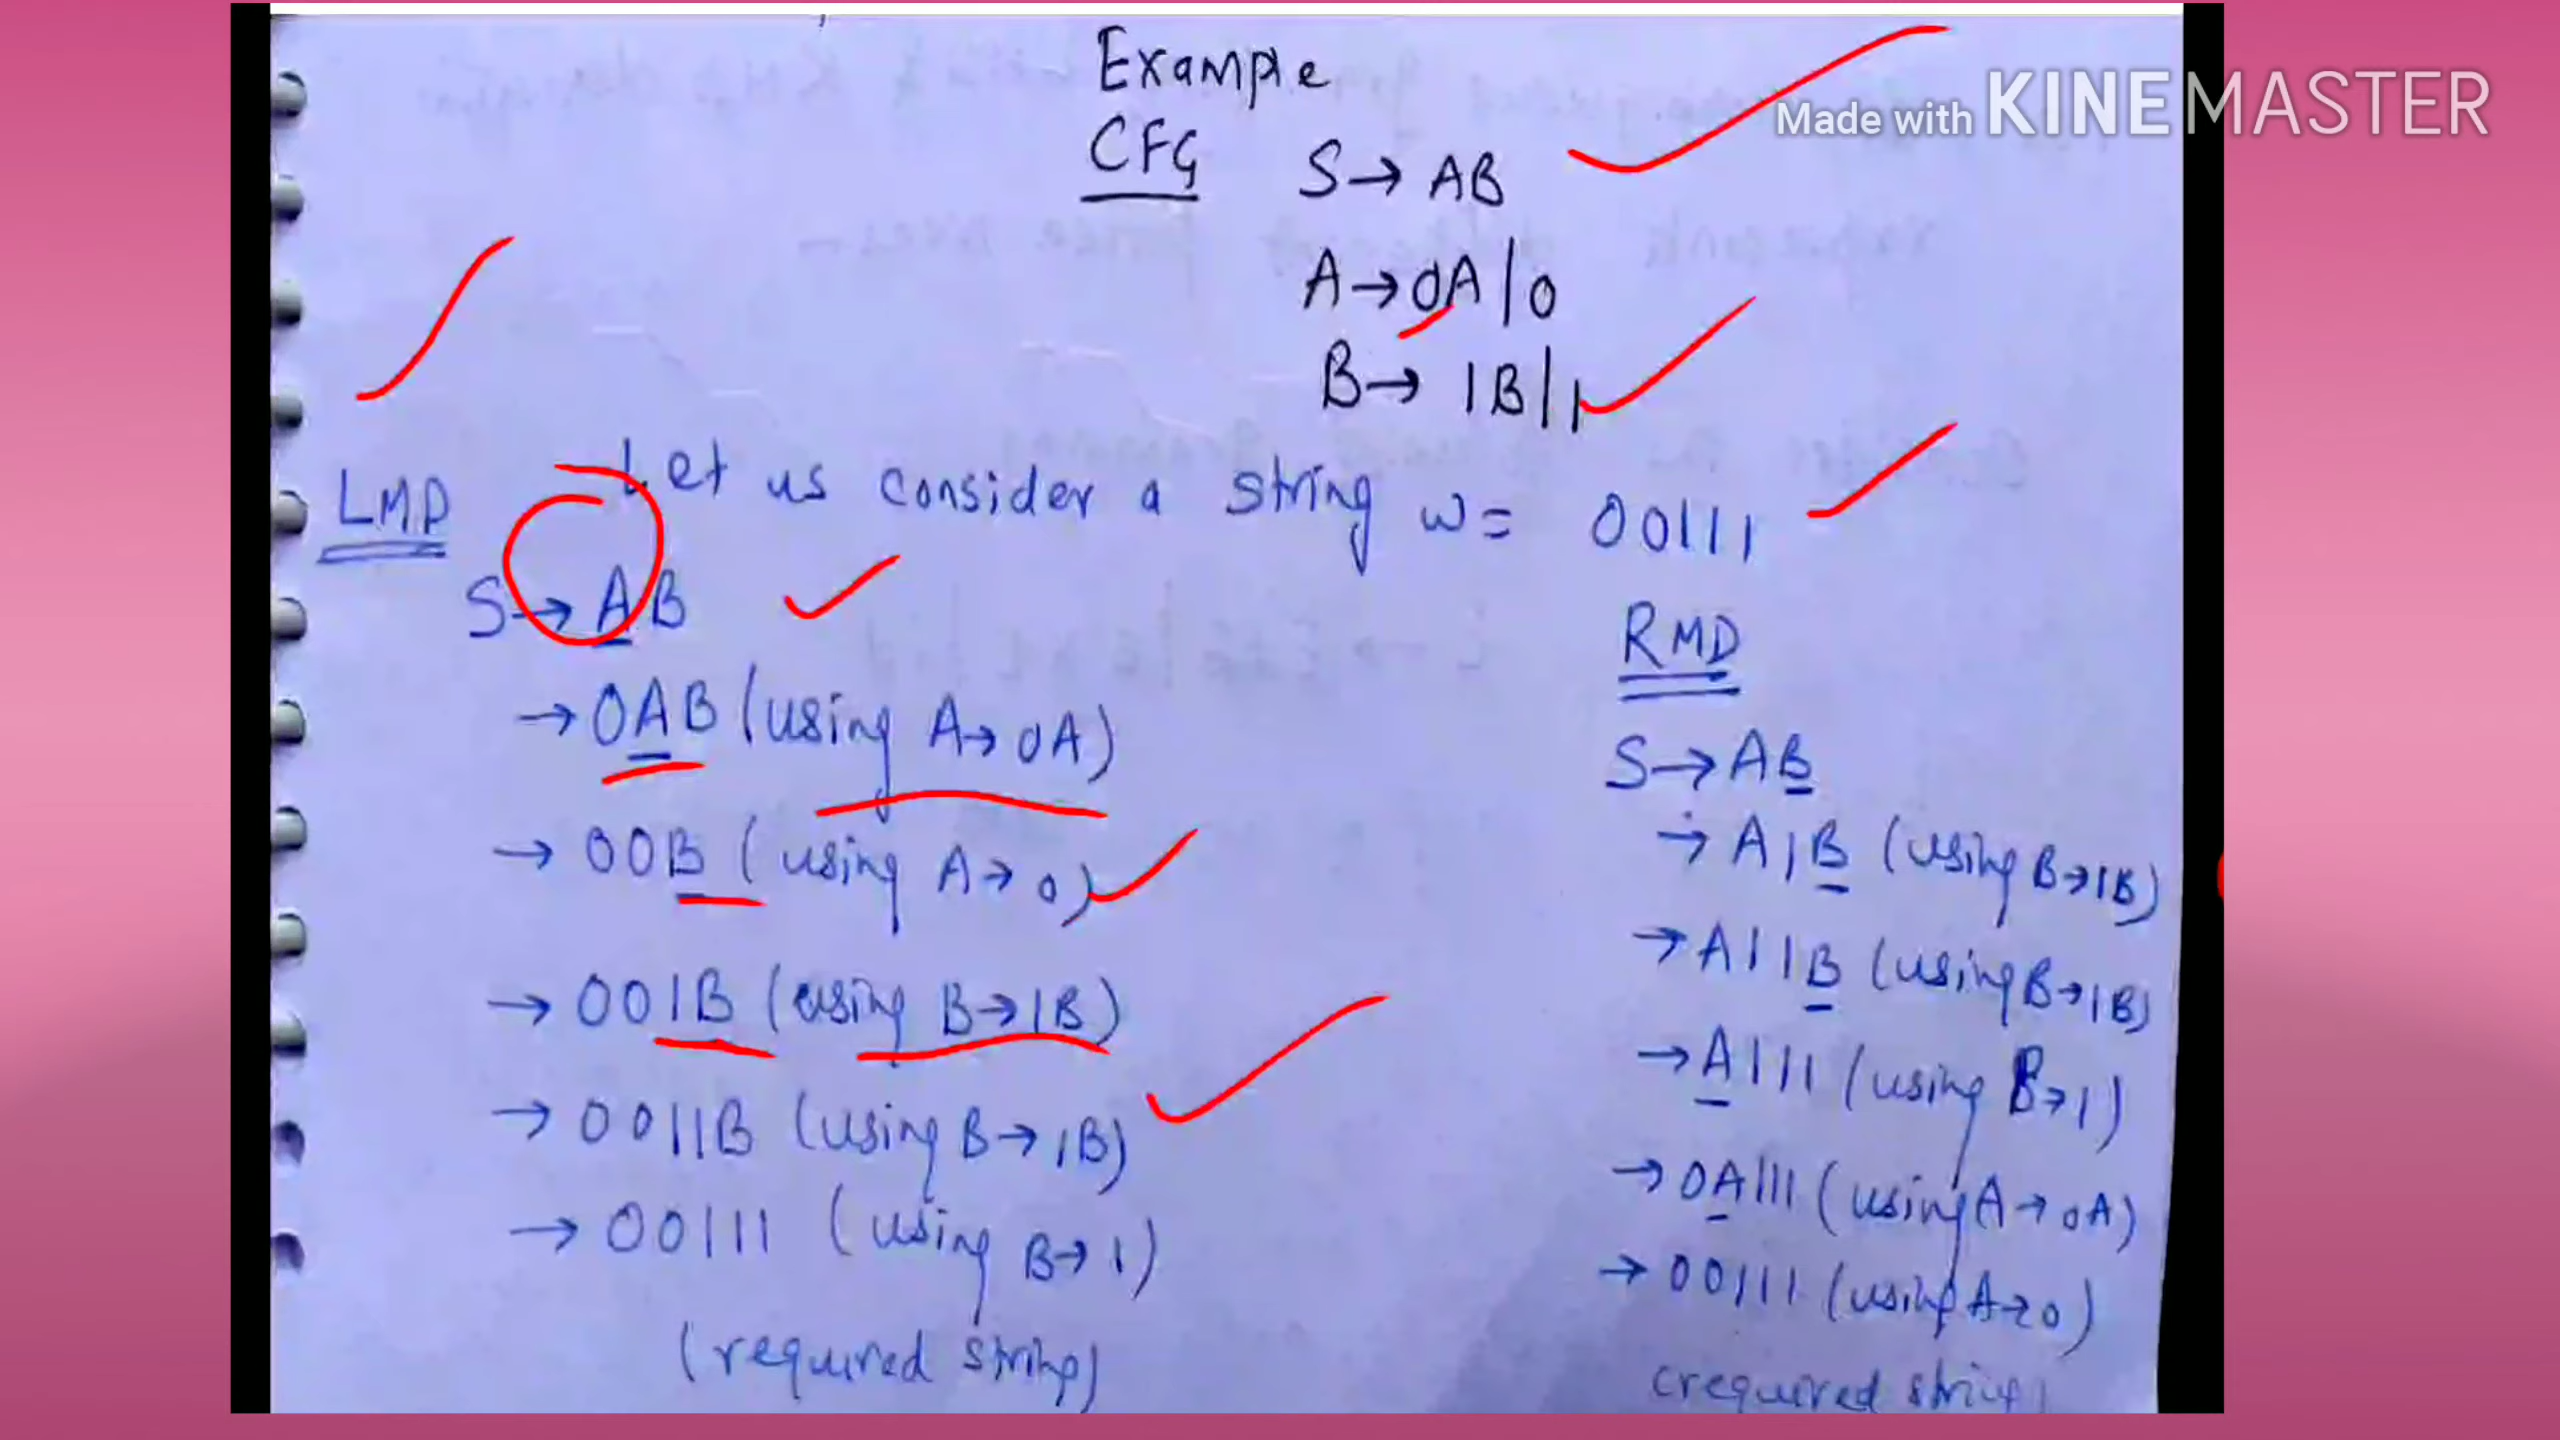 Example
Made with KINEMASTER
CFG S→ AB
A→0A|0
B→ 1B|1
Let us consider a string w= 00111
LMD
S→ AB
→ 0AB (using A→ 0A)
→ 00B (using A→ 0)
→ 001B (using B→1B)
→ 0011B (using B→1B)
→ 00111 (using B→ 1)
(required string)
RMD
S→ AB
→ A1B (using B→1B)
→ A11B (using B→1B)
→ A111 (using B→1)
→ 0A111 (using A→ 0A)
→ 00111 (using A→0)
(required string)